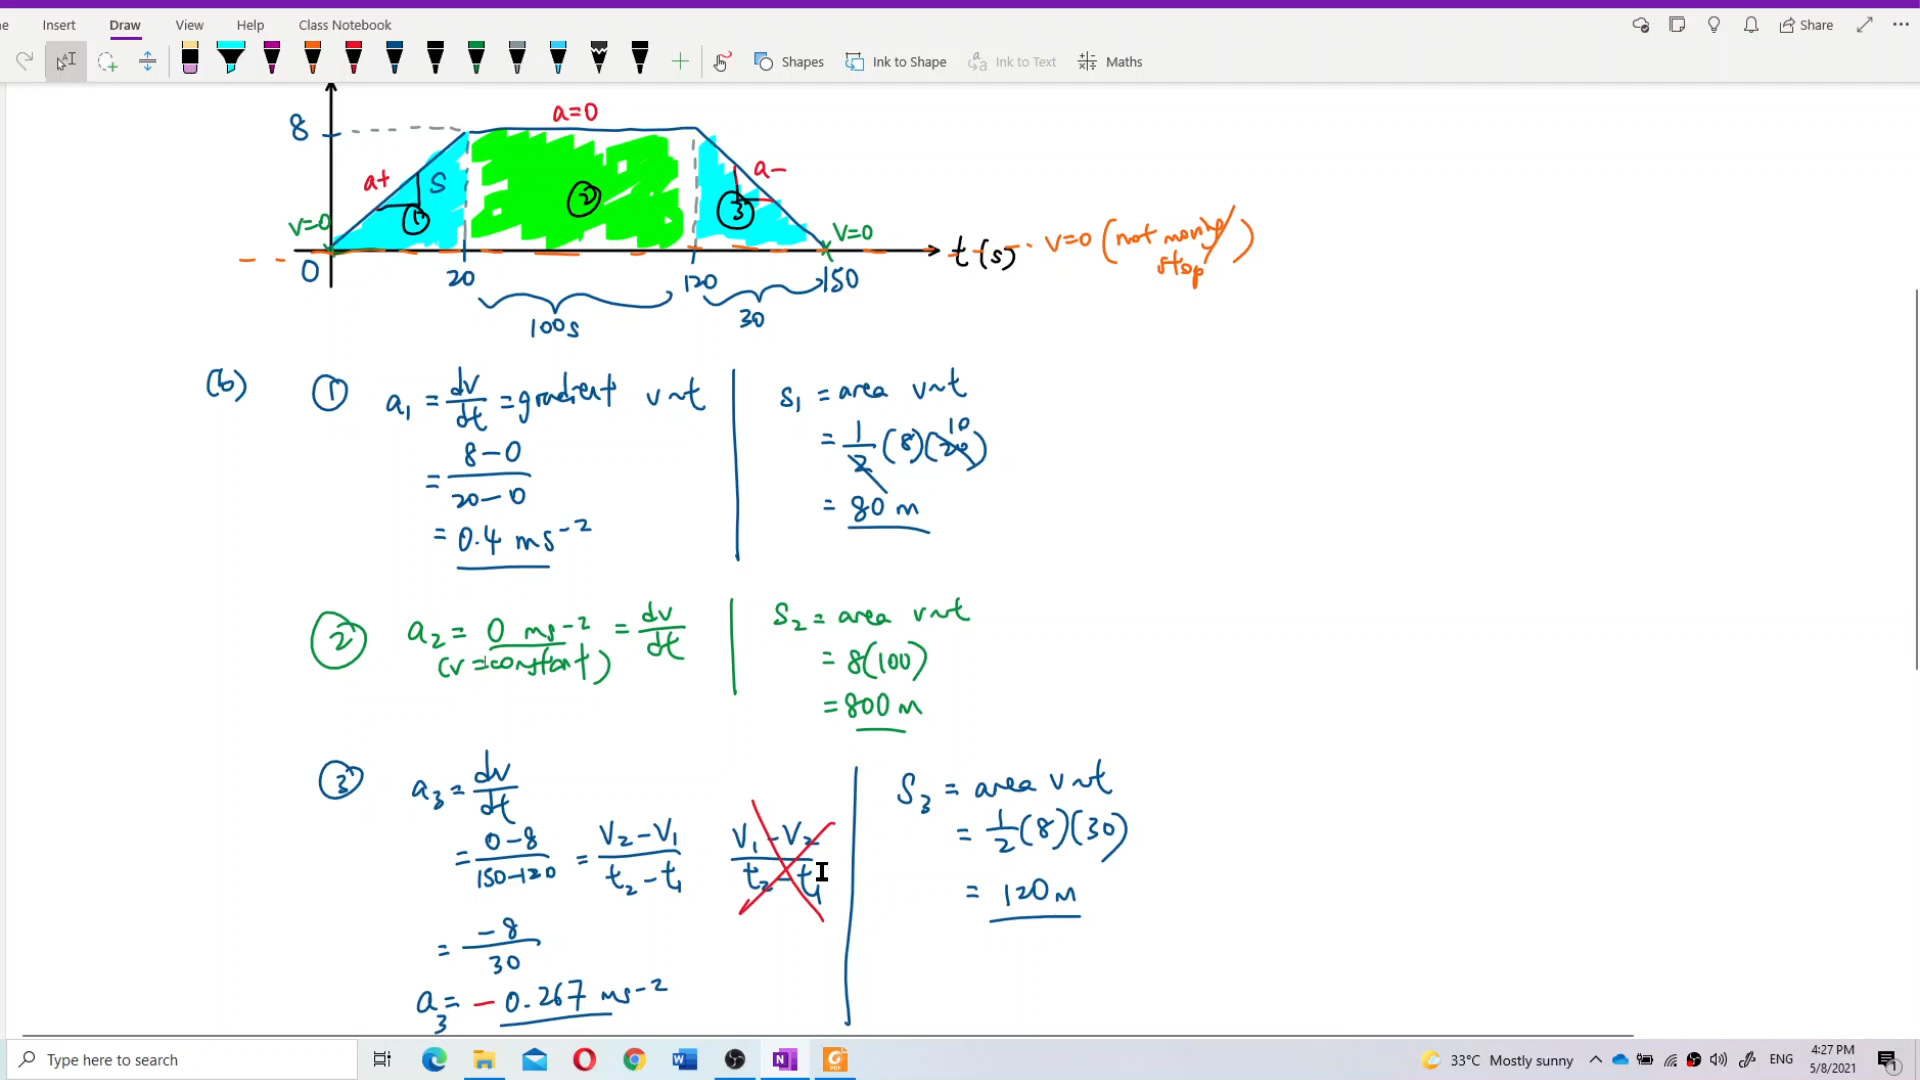 Insert Draw View Help Class Notebook Share
Shapes Ink to Shape Ink to Text Maths
a=0
8
a+
S
a-
①
②
③
v=0
v=0
t(s)
v=0 (not moving/
stop)
0
20
120
150
100s
30
(b)
①
a₁ = dv/dt = gradient v~t
= 8-0/20-0
= 0.4 ms⁻²
S₁ = area v~t
= 1/2 (8)(20) 10
= 80 m
②
a₂ = 0 ms⁻² = dv/dt
(v = constant)
S₂ = area v~t
= 8(100)
= 800 m
③
a₃ = dv/dt
= 0-8/150-120 = V₂-V₁/t₂-t₁
V₁-V₂/t₂-t₁
= -8/30
a₃ = -0.267 ms⁻²
S₃ = area v~t
= 1/2 (8)(30)
= 120 m
Type here to search
33°C Mostly sunny
ENG
4:27 PM
5/8/2021